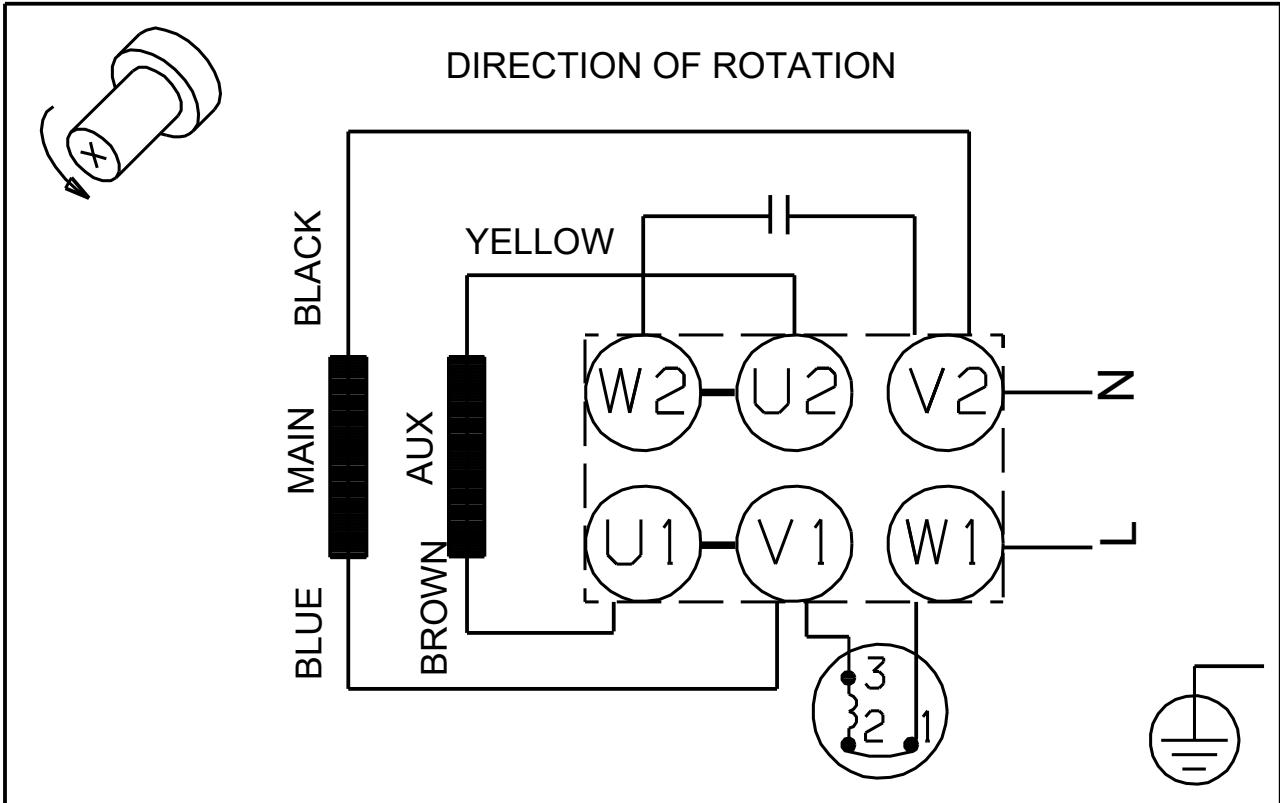 DIRECTION OF ROTATION
BLACK
YELLOW
MAIN
AUX
W2 U2 V2
N
U1 V1 W1
L
BLUE
BROWN
3
2 1